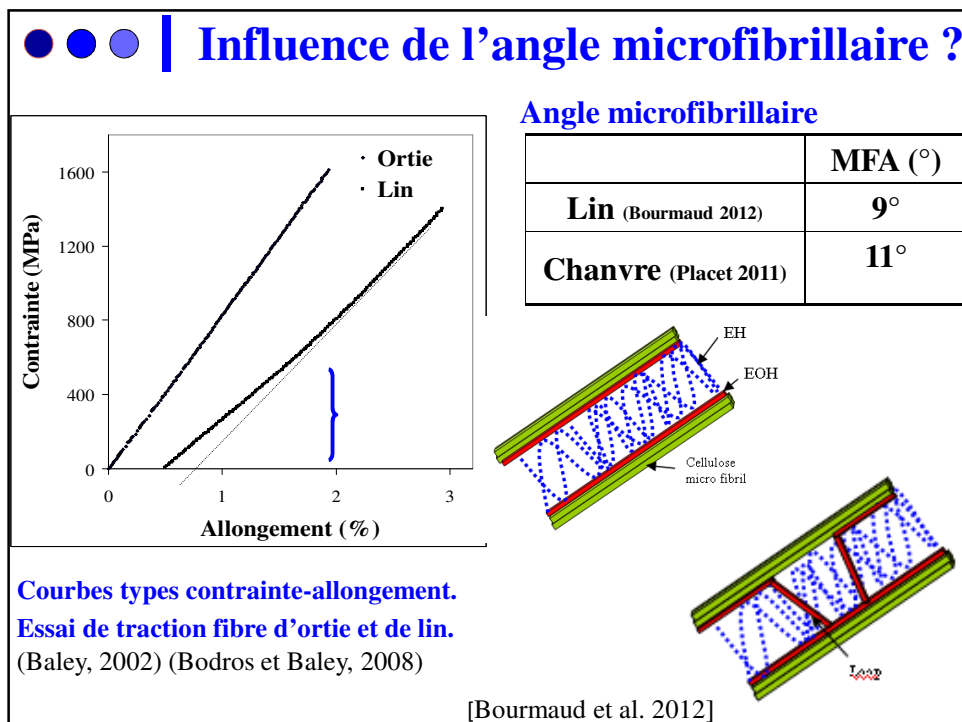 Influence de l'angle microfibrillaire ?
Contrainte (MPa)
1600
1200
800
400
0
0 1 2 3
Allongement (%)
Ortie
Lin
Courbes types contrainte-allongement.
Essai de traction fibre d'ortie et de lin.
(Baley, 2002) (Bodros et Baley, 2008)
Angle microfibrillaire
MFA (°)
Lin (Bourmaud 2012) 9°
Chanvre (Placet 2011) 11°
EH
EOH
Cellulose
micro fibril
Loop
[Bourmaud et al. 2012]